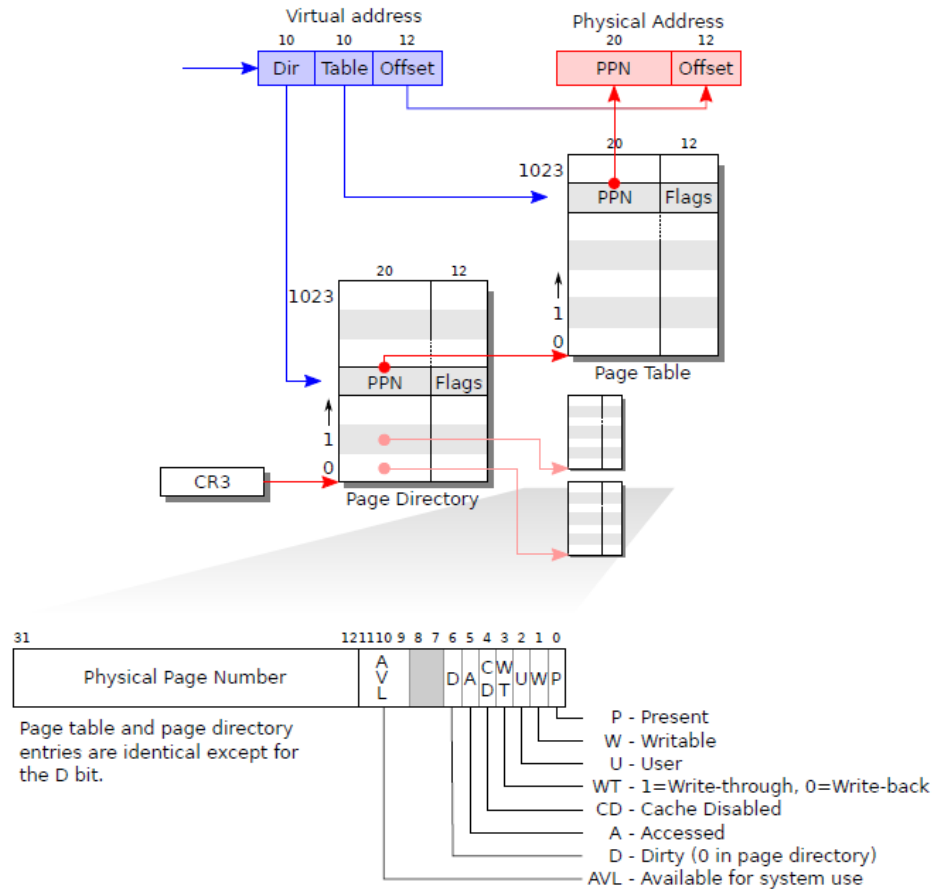 Virtual address
Physical Address
10 10 12
20 12
Dir Table Offset
PPN Offset
20 12
1023
PPN Flags
1
0
Page Table
20 12
1023
PPN Flags
1
0
CR3
Page Directory
31 12 11 10 9 8 7 6 5 4 3 2 1 0
Physical Page Number AVL D A CD WT U W P
Page table and page directory
entries are identical except for
the D bit.
P - Present
W - Writable
U - User
WT - 1=Write-through, 0=Write-back
CD - Cache Disabled
A - Accessed
D - Dirty (0 in page directory)
AVL - Available for system use